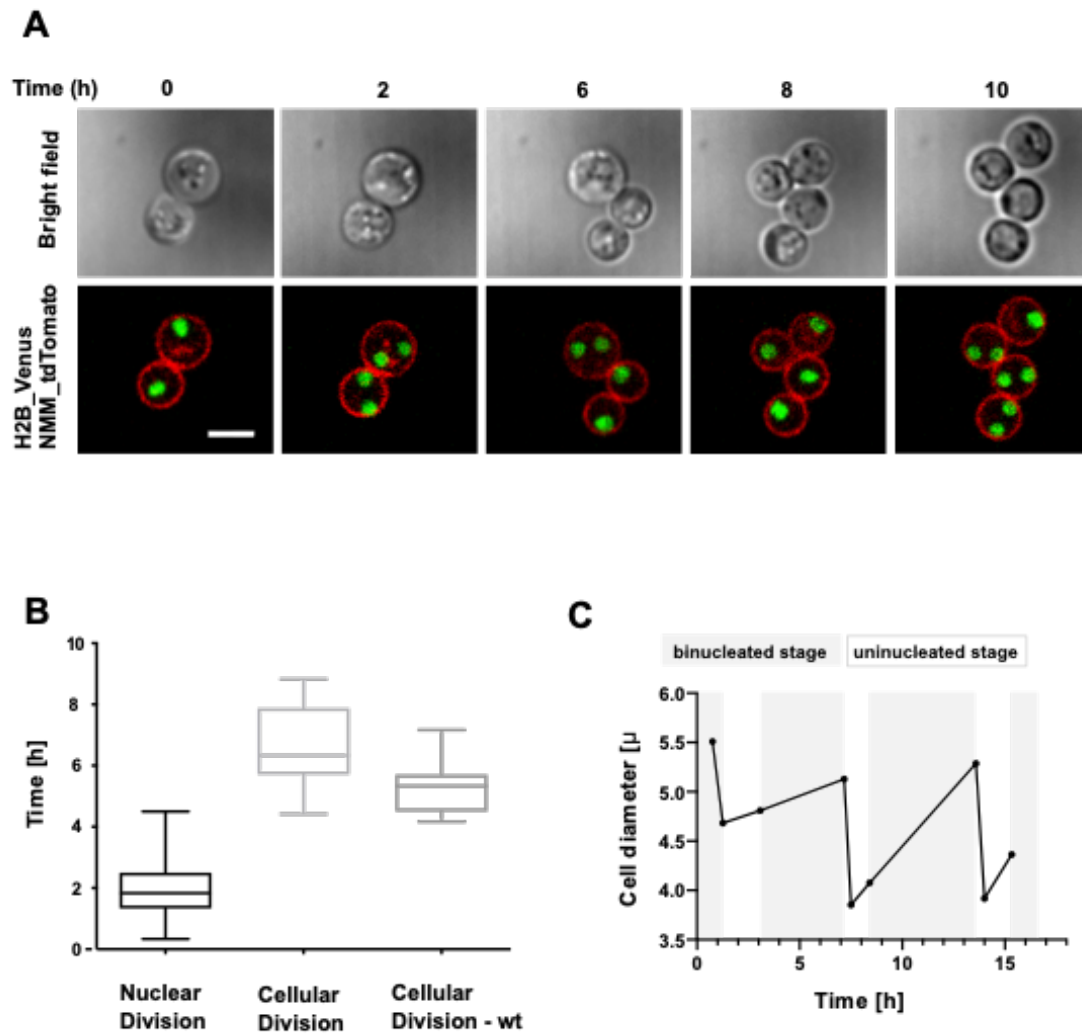 A
Time (h) 0 2 6 8 10
Bright field
H2B_Venus
NMM_tdTomato
B
Time [h]
10
8
6
4
2
0
Nuclear Division
Cellular Division
Cellular Division - wt
C
binucleated stage uninucleated stage
Cell diameter [µ
6.0
5.5
5.0
4.5
4.0
3.5
0 5 10 15
Time [h]